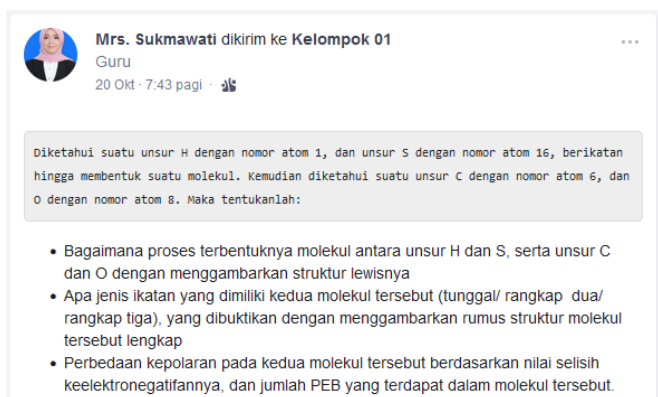 Mrs. Sukmawati dikirim ke Kelompok 01
Guru
20 Okt · 7:43 pagi ·
Diketahui suatu unsur H dengan nomor atom 1, dan unsur S dengan nomor atom 16, berikatan
hingga membentuk suatu molekul. Kemudian diketahui suatu unsur C dengan nomor atom 6, dan
O dengan nomor atom 8. Maka tentukanlah:
• Bagaimana proses terbentuknya molekul antara unsur H dan S, serta unsur C
dan O dengan menggambarkan struktur lewisnya
• Apa jenis ikatan yang dimiliki kedua molekul tersebut (tunggal/ rangkap dua/
rangkap tiga), yang dibuktikan dengan menggambarkan rumus struktur molekul
tersebut lengkap
• Perbedaan kepolaran pada kedua molekul tersebut berdasarkan nilai selisih
keelektronegatifannya, dan jumlah PEB yang terdapat dalam molekul tersebut.